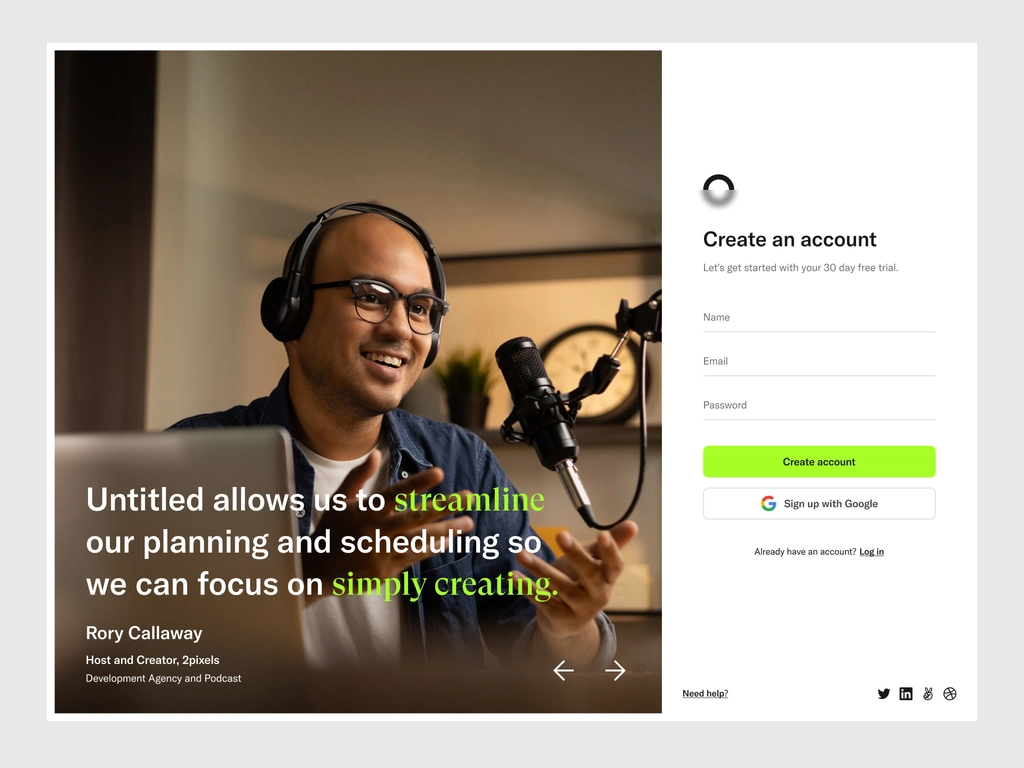 Untitled allows us to streamline
our planning and scheduling so
we can focus on simply creating.
Rory Callaway
Host and Creator, 2pixels
Development Agency and Podcast
Create an account
Let's get started with your 30 day free trial.
Name
Email
Password
Create account
Sign up with Google
Already have an account? Log in
Need help?